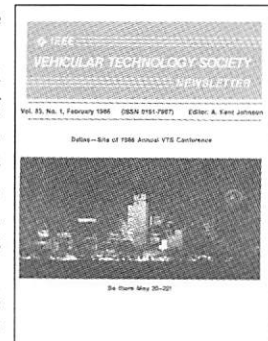 IEEE
VEHICULAR TECHNOLOGY SOCIETY
NEWSLETTER
Vol. 33, No. 1, February 1986 (ISSN 0161-7887) Editor: A. Kent Johnson
Dallas—Site of 1986 Annual VTS Conference
Be there May 20-22!